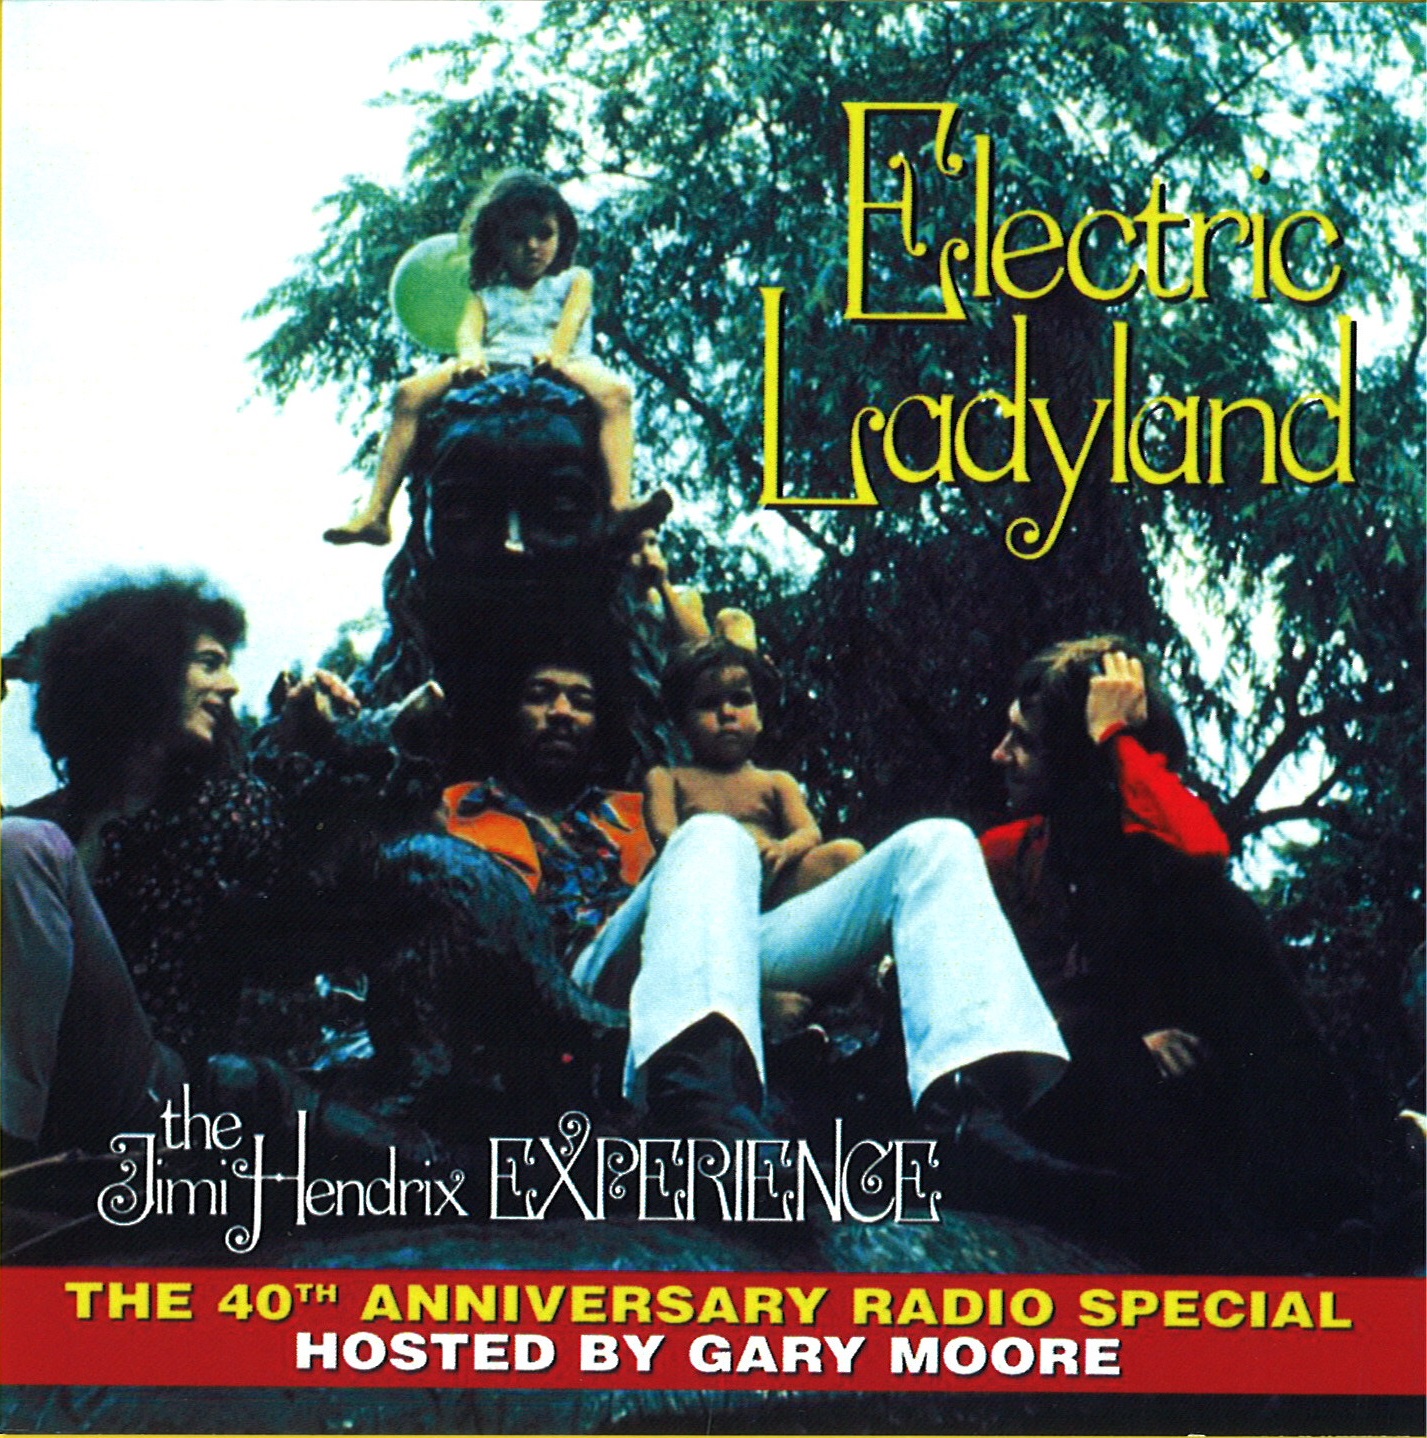 Electric
Ladyland
the
Jimi Hendrix EXPERIENCE
THE 40TH ANNIVERSARY RADIO SPECIAL
HOSTED BY GARY MOORE